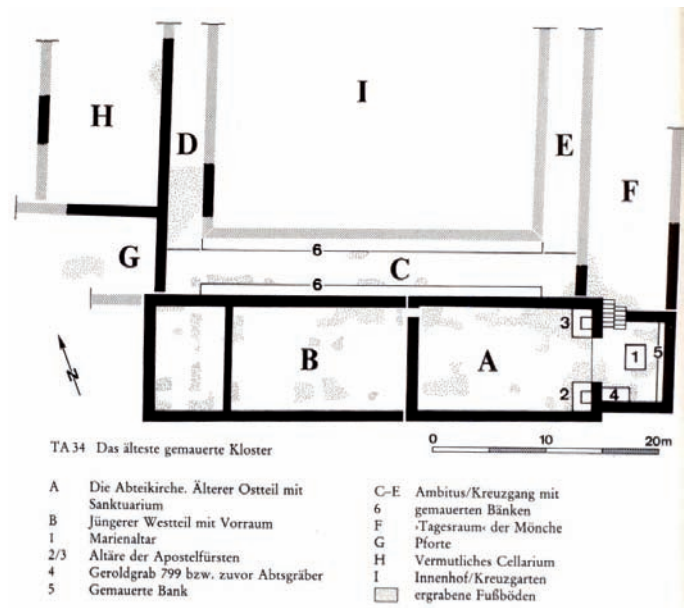 H
I
D
E
F
G
6
C
6
3
B
A
1
5
2
4
N
TA 34 Das älteste gemauerte Kloster
0 10 20m
A Die Abteikirche. Älterer Ostteil mit
Sanktuarium
B Jüngerer Westteil mit Vorraum
1 Marienaltar
2/3 Altäre der Apostelfürsten
4 Geroldgrab 799 bzw. zuvor Abtsgräber
5 Gemauerte Bank
C–E Ambitus/Kreuzgang mit
6 gemauerten Bänken
F ›Tagesraum‹ der Mönche
G Pforte
H Vermutliches Cellarium
I Innenhof/Kreuzgarten
ergrabene Fußböden